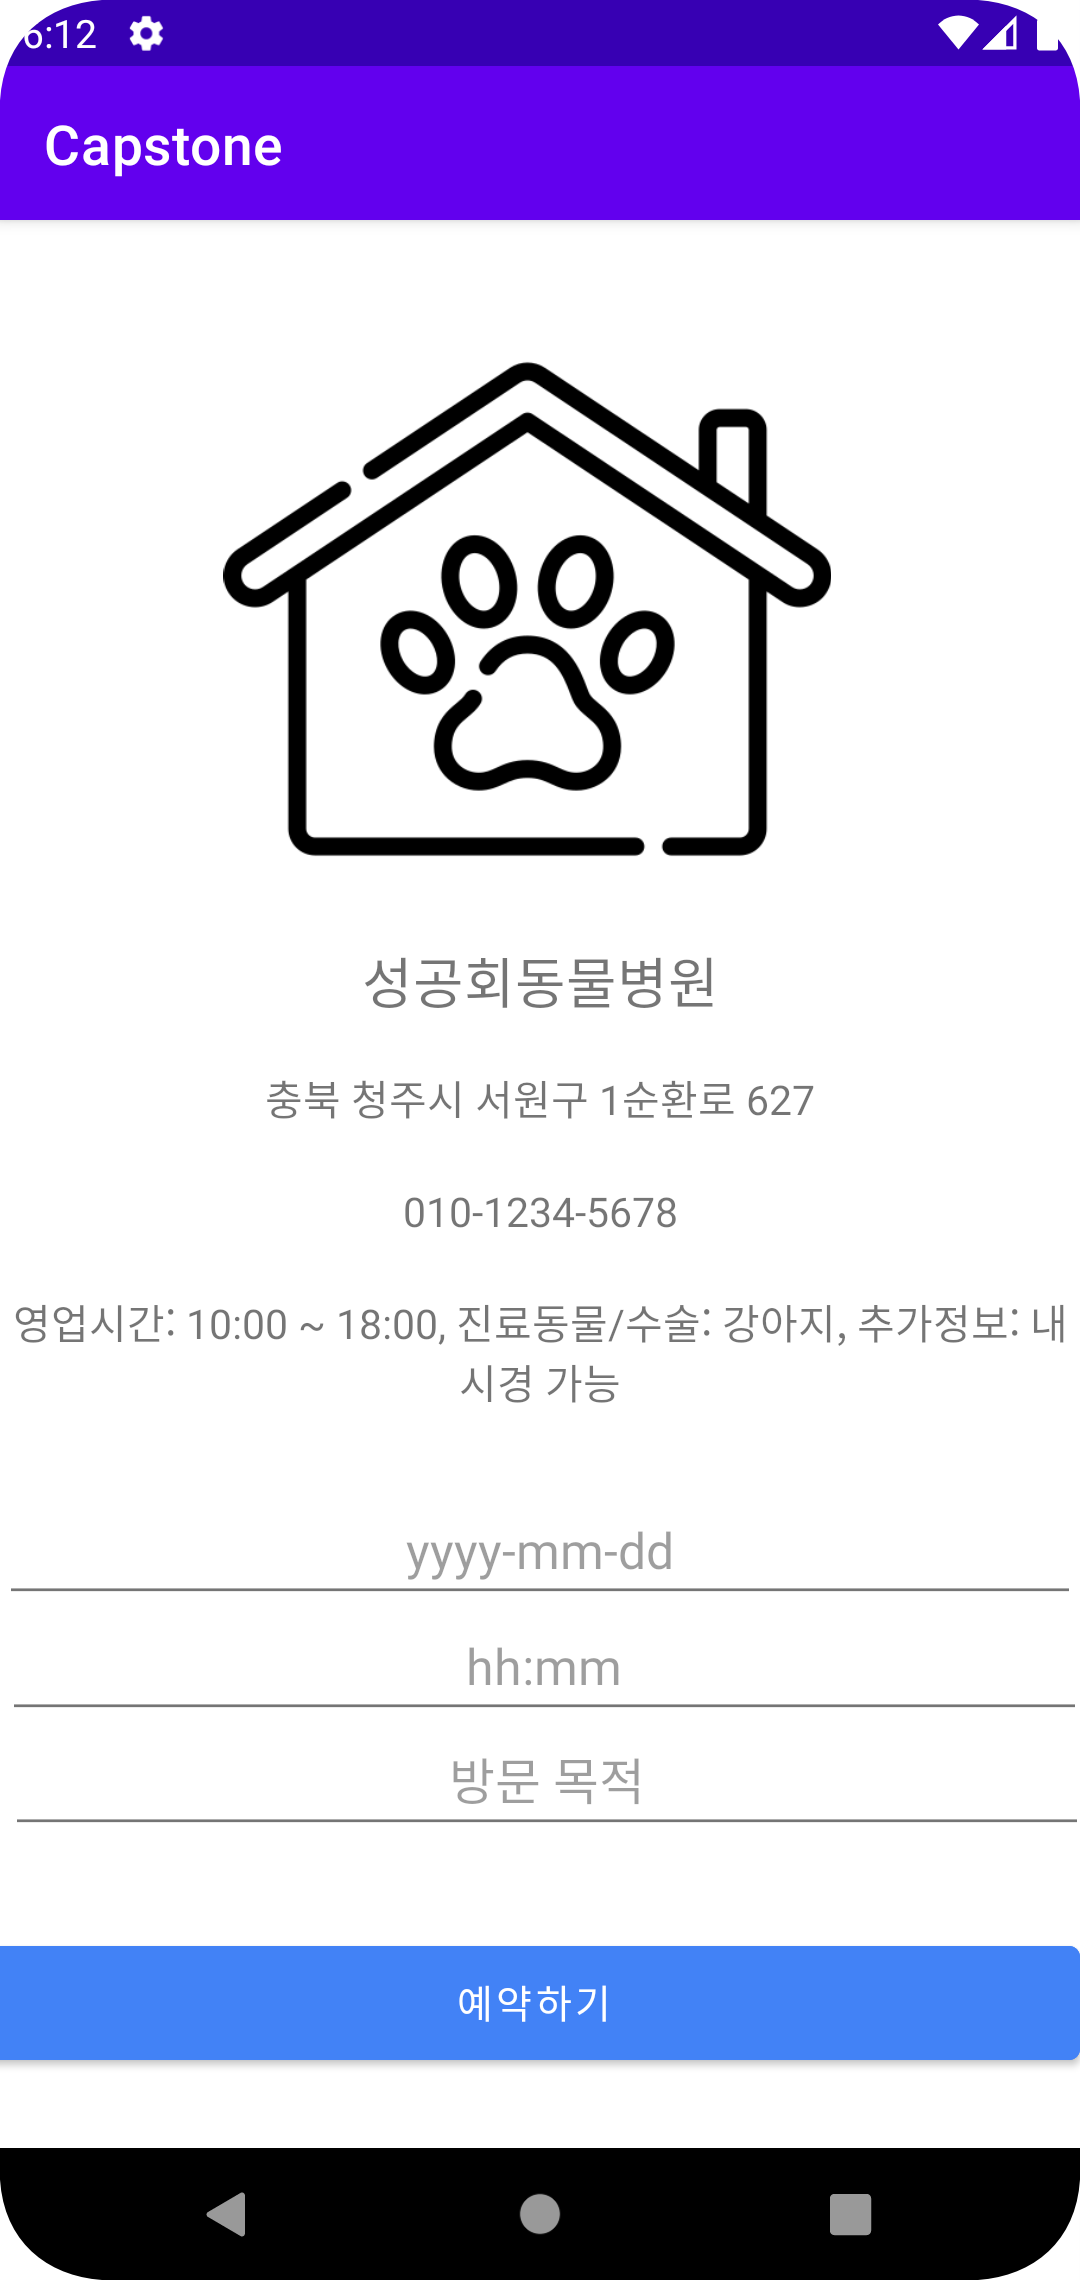 6:12
Capstone
성공회동물병원
충북 청주시 서원구 1순환로 627
010-1234-5678
영업시간: 10:00 ~ 18:00, 진료동물/수술: 강아지, 추가정보: 내
시경 가능
yyyy-mm-dd
hh:mm
방문 목적
예약하기